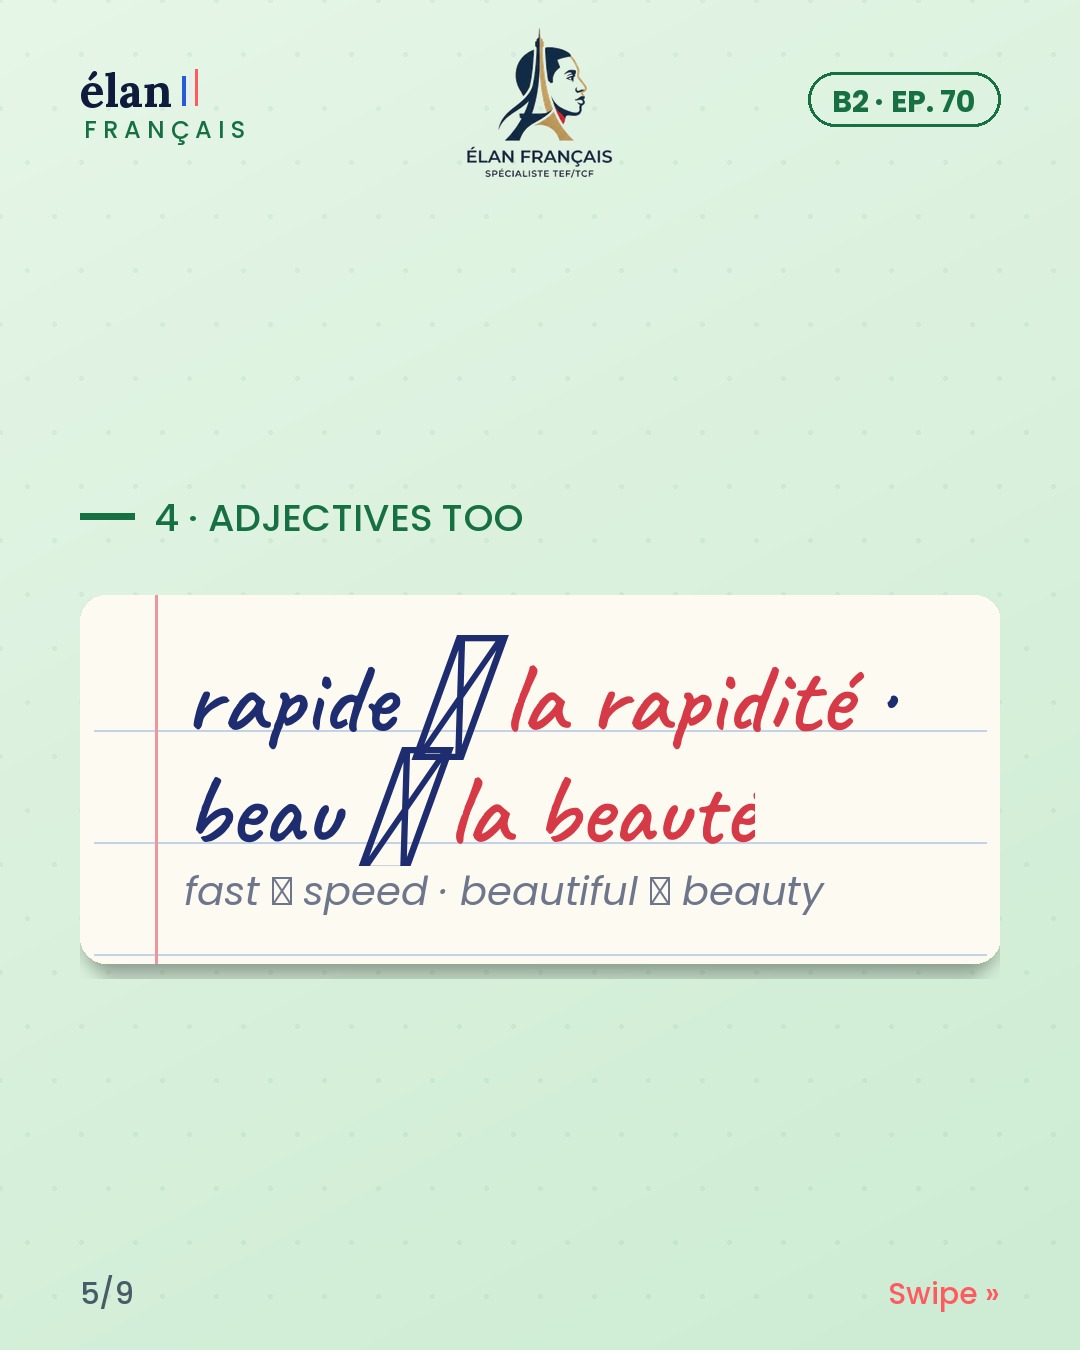 élan
FRANÇAIS
ÉLAN FRANÇAIS
SPÉCIALISTE TEF/TCF
B2 · EP. 70
4 · ADJECTIVES TOO
rapide la rapidité ·
beau la beauté
fast speed · beautiful beauty
5/9
Swipe »